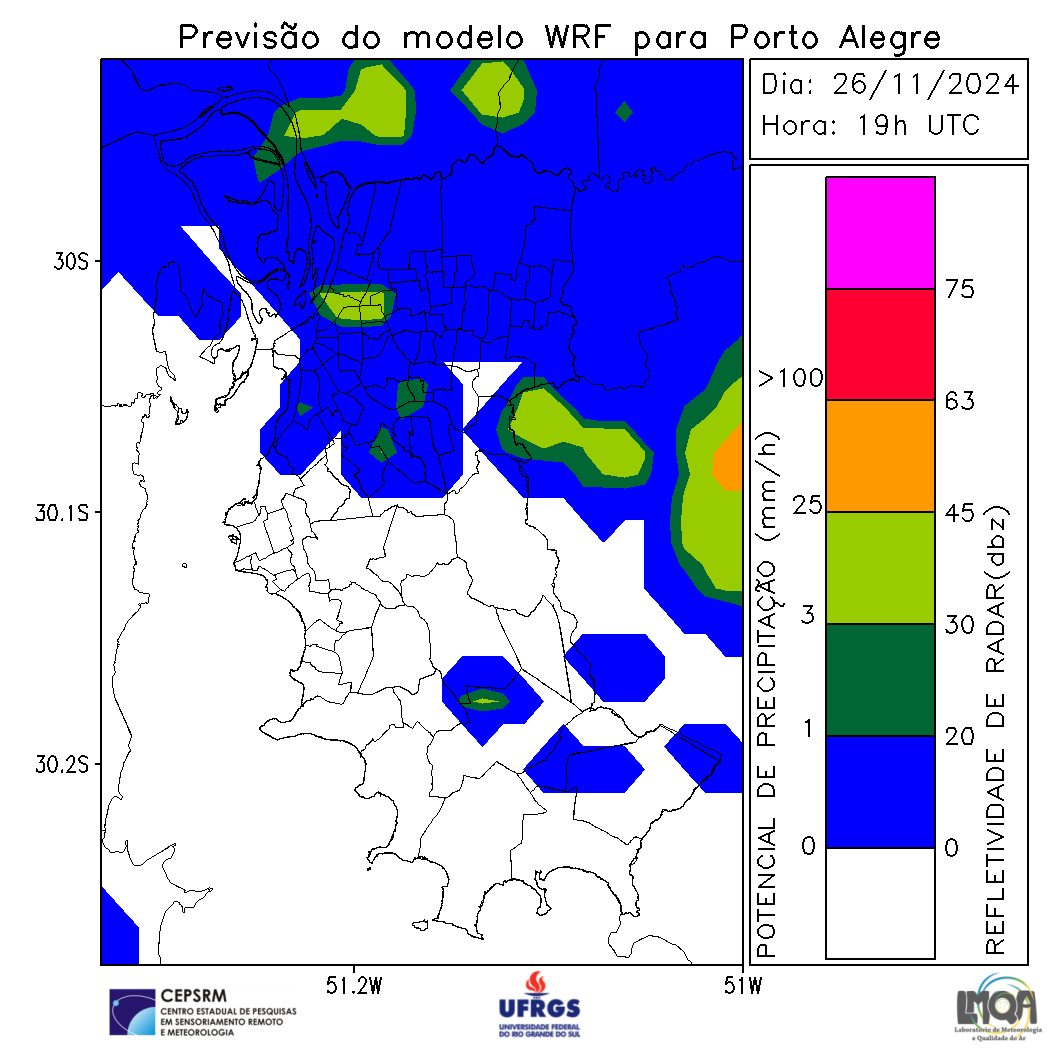 Previsão do modelo WRF para Porto Alegre
Dia: 26/11/2024
Hora: 19h UTC
30S
30.1S
30.2S
51.2W
51W
POTENCIAL DE PRECIPITAÇÃO (mm/h)
>100
25
3
1
0
75
63
45
30
20
0
REFLETIVIDADE DE RADAR(dbz)
CEPSRM
CENTRO ESTADUAL DE PESQUISAS
EM SENSORIAMENTO REMOTO
E METEOROLOGIA
UFRGS
UNIVERSIDADE FEDERAL
DO RIO GRANDE DO SUL
LMQA
Laboratório de Meteorologia
e Qualidade do Ar